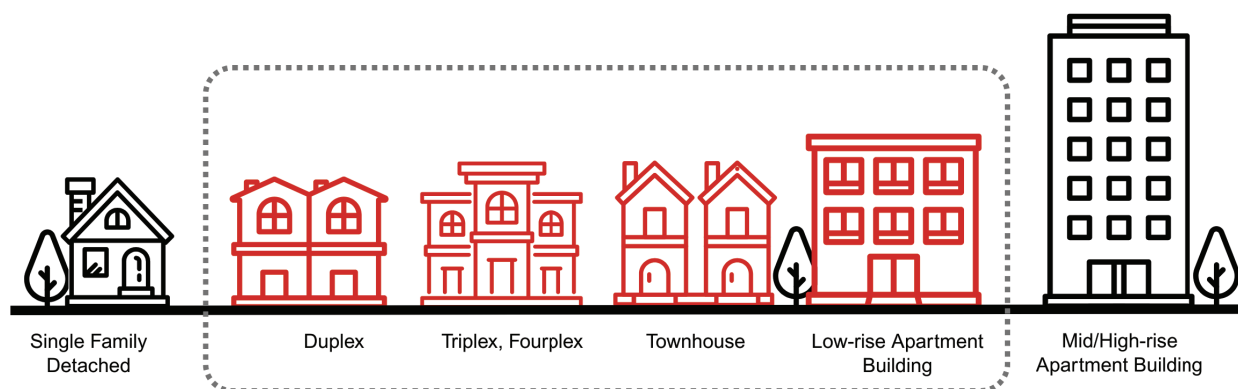 Single Family
Detached
Duplex
Triplex, Fourplex
Townhouse
Low-rise Apartment
Building
Mid/High-rise
Apartment Building